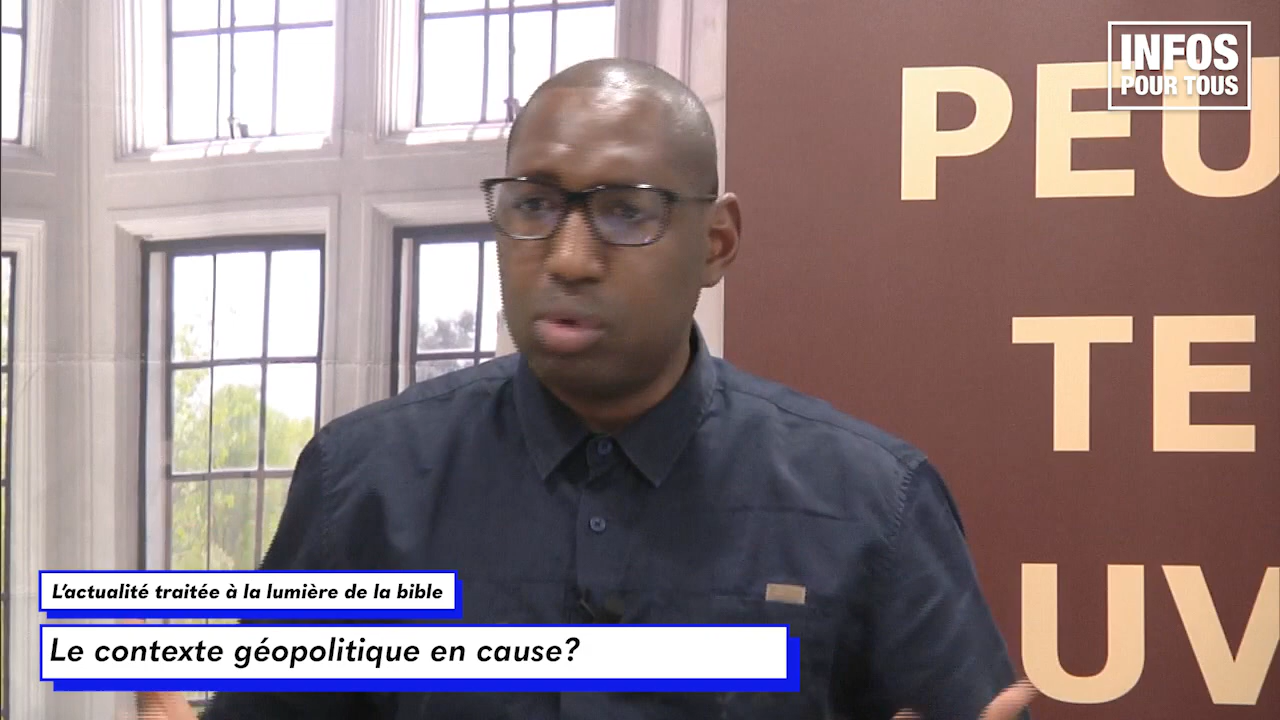 INFOS
POUR TOUS
PEU
TE
UV
L'actualité traitée à la lumière de la bible
Le contexte géopolitique en cause?